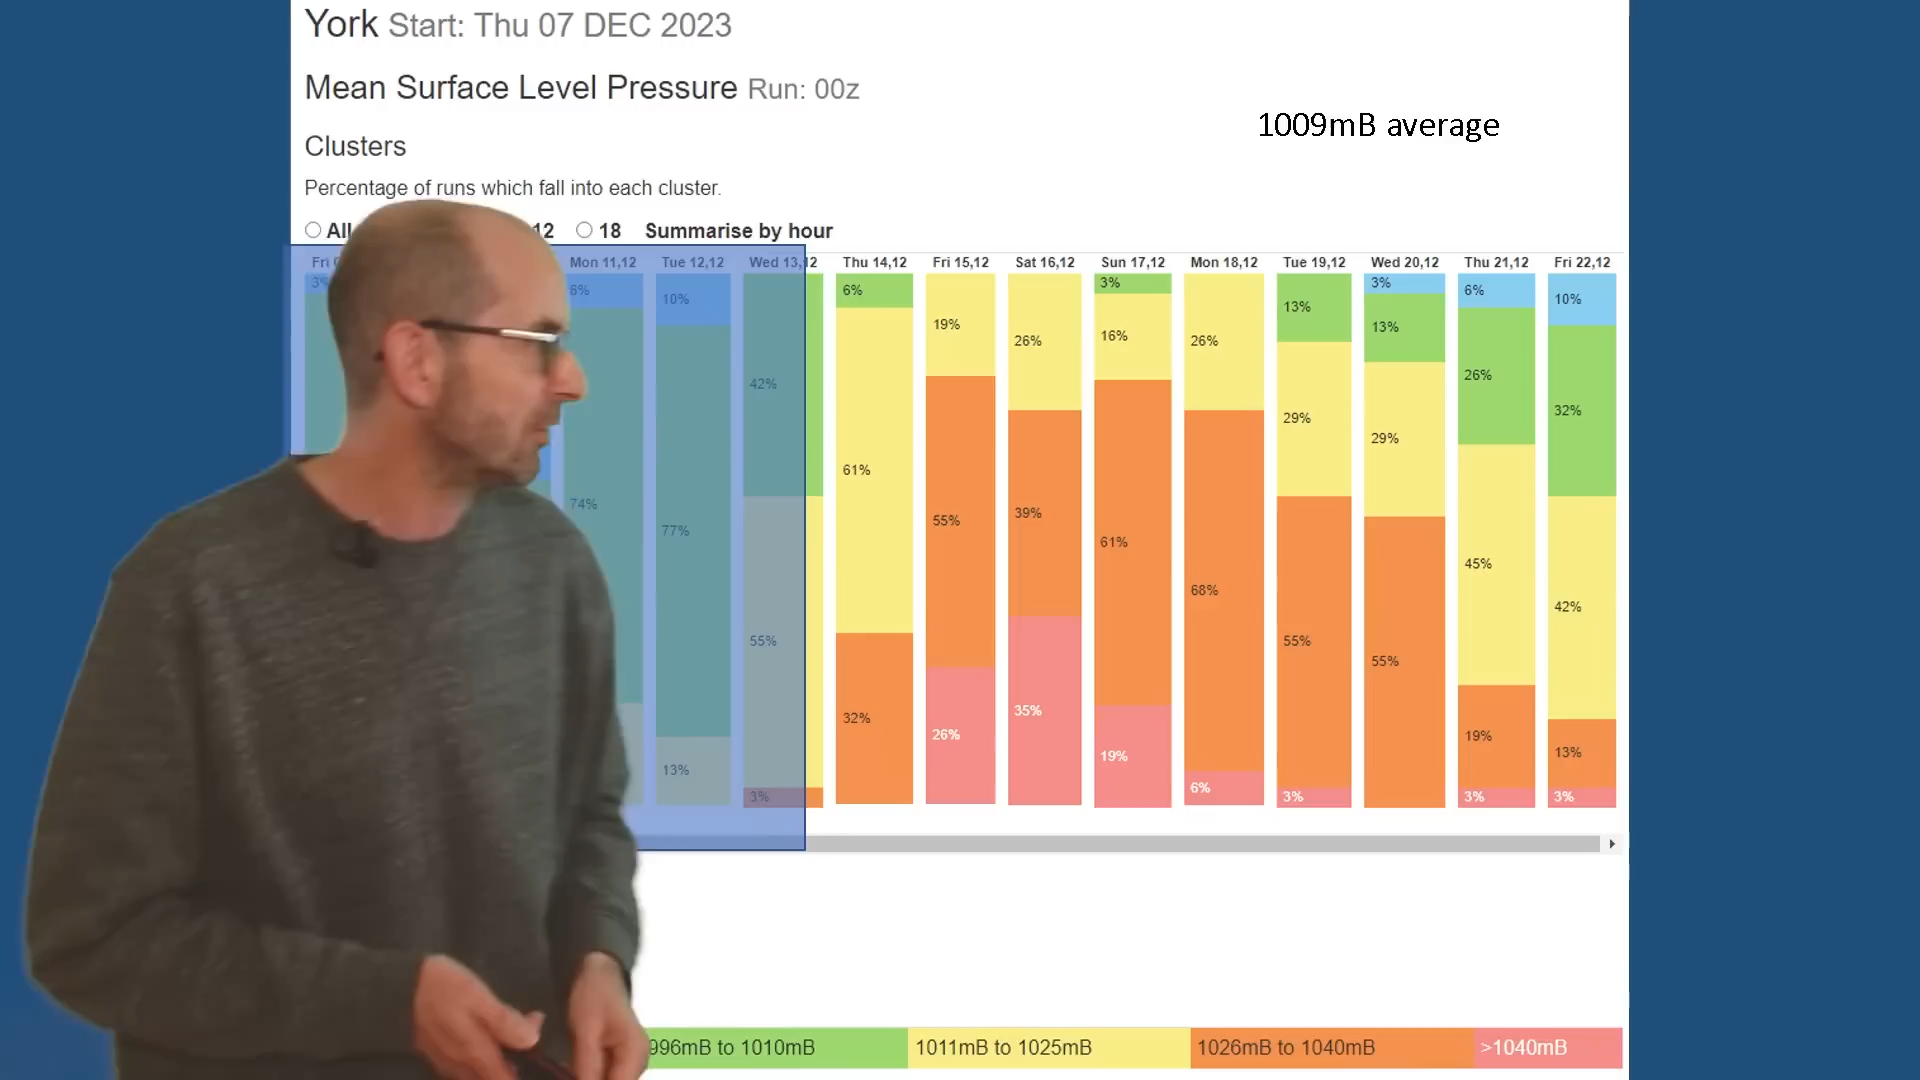 York Start: Thu 07 DEC 2023
Mean Surface Level Pressure Run: 00z
1009mB average
Clusters
Percentage of runs which fall into each cluster.
All 12 18 Summarise by hour
Fri Mon 11,12 Tue 12,12 Wed 13,12 Thu 14,12 Fri 15,12 Sat 16,12 Sun 17,12 Mon 18,12 Tue 19,12 Wed 20,12 Thu 21,12 Fri 22,12
3% 6% 10% 6% 3% 3% 6% 10%
13%
19% 13%
26% 16% 26%
42% 26%
32%
29%
29%
61%
74% 39%
77% 55% 61%
45%
68%
42%
55% 55%
55%
35%
32%
26% 19%
13%
13% 19%
3% 6% 3% 3% 3%
996mB to 1010mB 1011mB to 1025mB 1026mB to 1040mB >1040mB